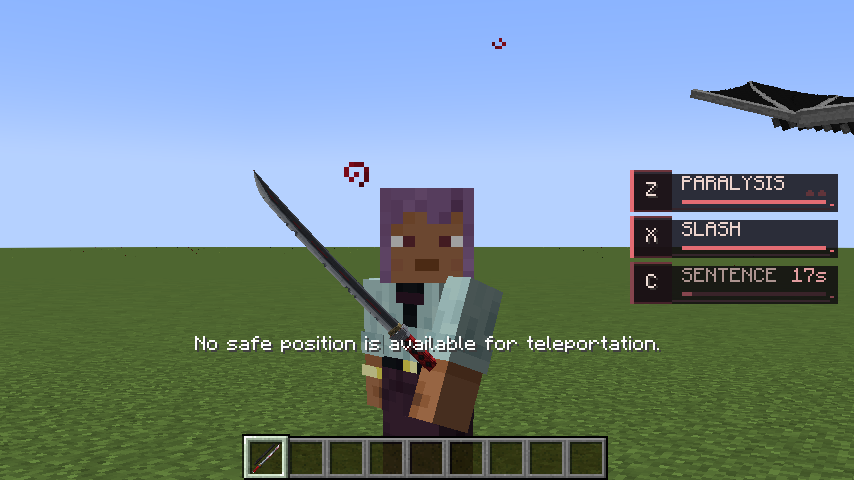 Z PARALYSIS
X SLASH
C SENTENCE 17s
No safe position is available for teleportation.